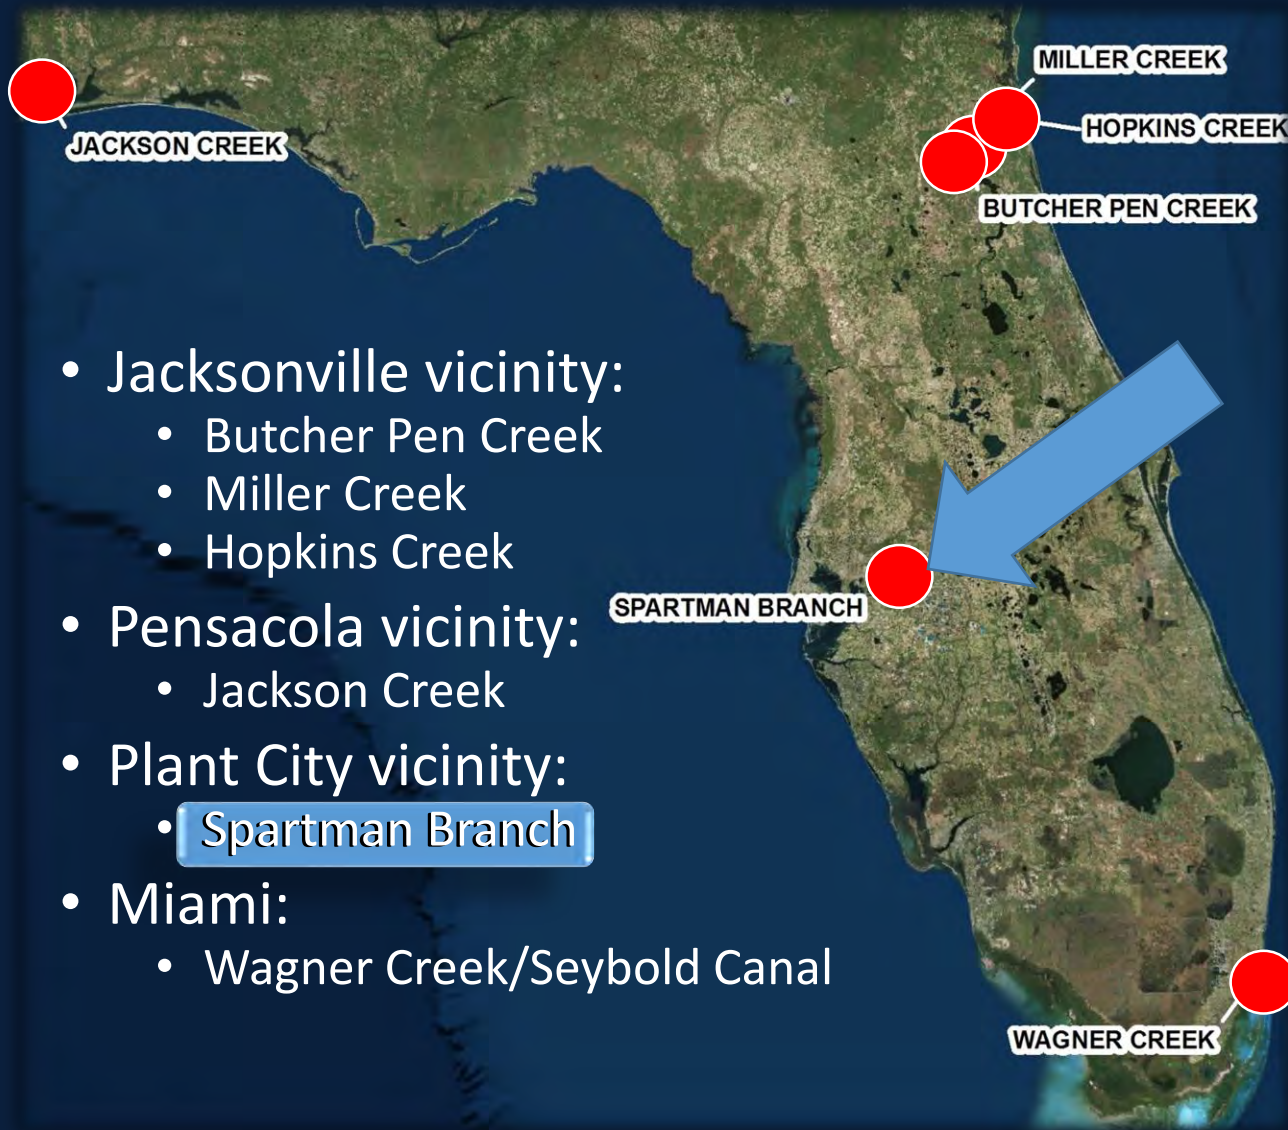 MILLER CREEK
HOPKINS CREEK
JACKSON CREEK
BUTCHER PEN CREEK
• Jacksonville vicinity:
• Butcher Pen Creek
• Miller Creek
• Hopkins Creek
SPARTMAN BRANCH
• Pensacola vicinity:
• Jackson Creek
• Plant City vicinity:
• Spartman Branch
• Miami:
• Wagner Creek/Seybold Canal
WAGNER CREEK